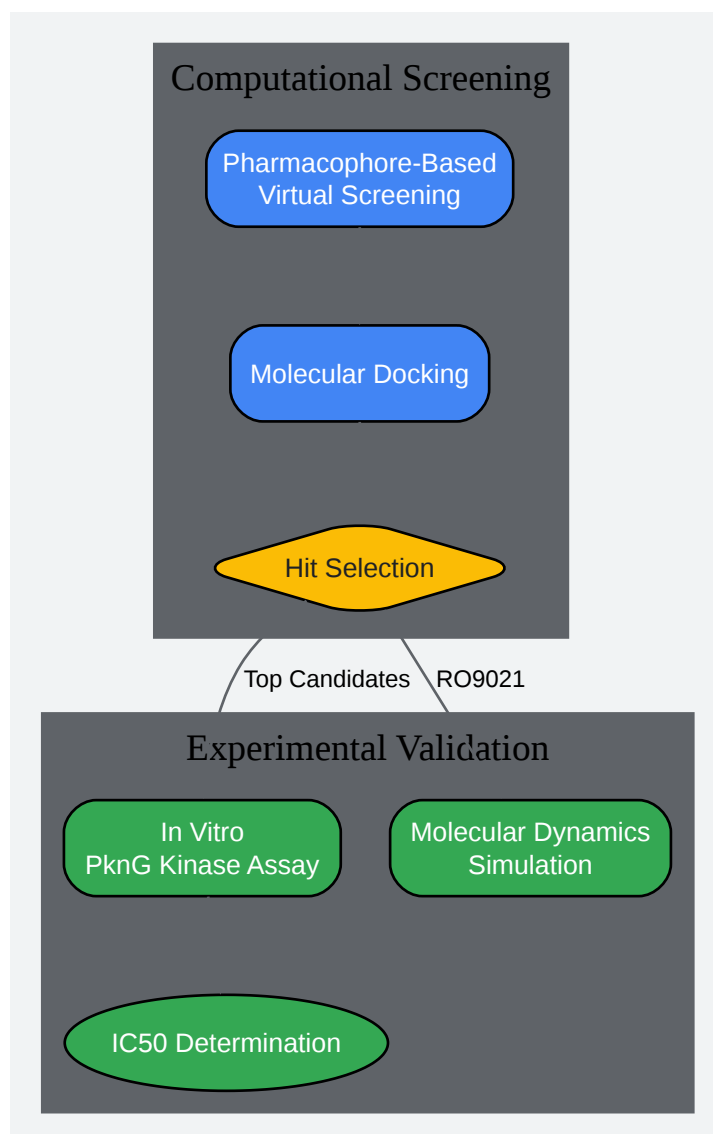 Computational Screening
Pharmacophore-Based
Virtual Screening
Molecular Docking
Hit Selection
Top Candidates
RO9021
Experimental Validation
In Vitro
PknG Kinase Assay
Molecular Dynamics
Simulation
IC50 Determination